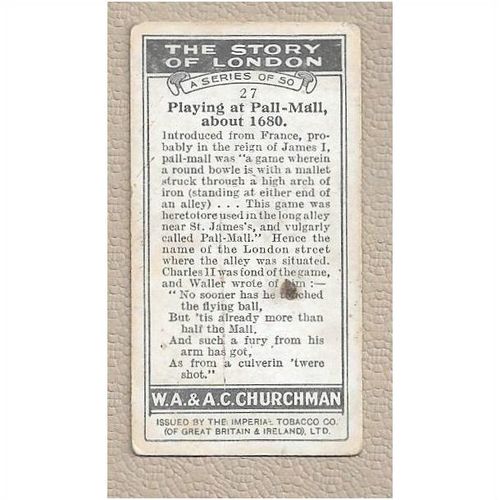 THE STORY
OF LONDON
A SERIES OF 50
27
Playing at Pall-Mall,
about 1680.
Introduced from France, pro-
bably in the reign of James I,
pall-mall was "a game wherein
a round bowle is with a mallet
struck through a high arch of
iron (standing at either end of
an alley) . . . This game was
heretotore used in the long alley
near St. James's, and vulgarly
called Pall-Mall." Hence the
name of the London street
where the alley was situated.
Charles II was fond of the game,
and Waller wrote of :—
"No sooner has he
the flying ball,
But 'tis already more than
half the Mall.
And such a fury from his
arm has got,
As from a culverin 'twere
shot."
W.A. & A.C. CHURCHMAN
ISSUED BY THE IMPERIAL TOBACCO CO.
(OF GREAT BRITAIN & IRELAND), LTD.